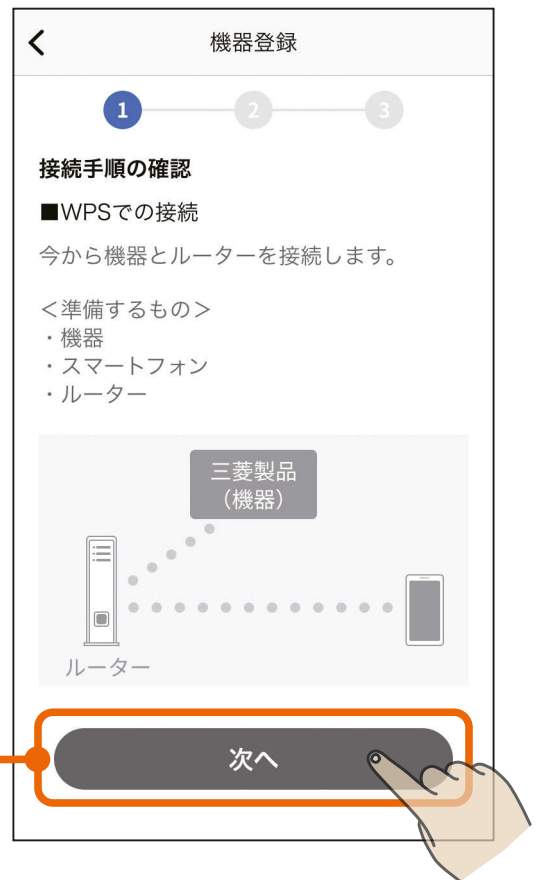 機器登録
1 2 3
接続手順の確認
■WPSでの接続
今から機器とルーターを接続します。
＜準備するもの＞
・機器
・スマートフォン
・ルーター
三菱製品
（機器）
ルーター
次へ